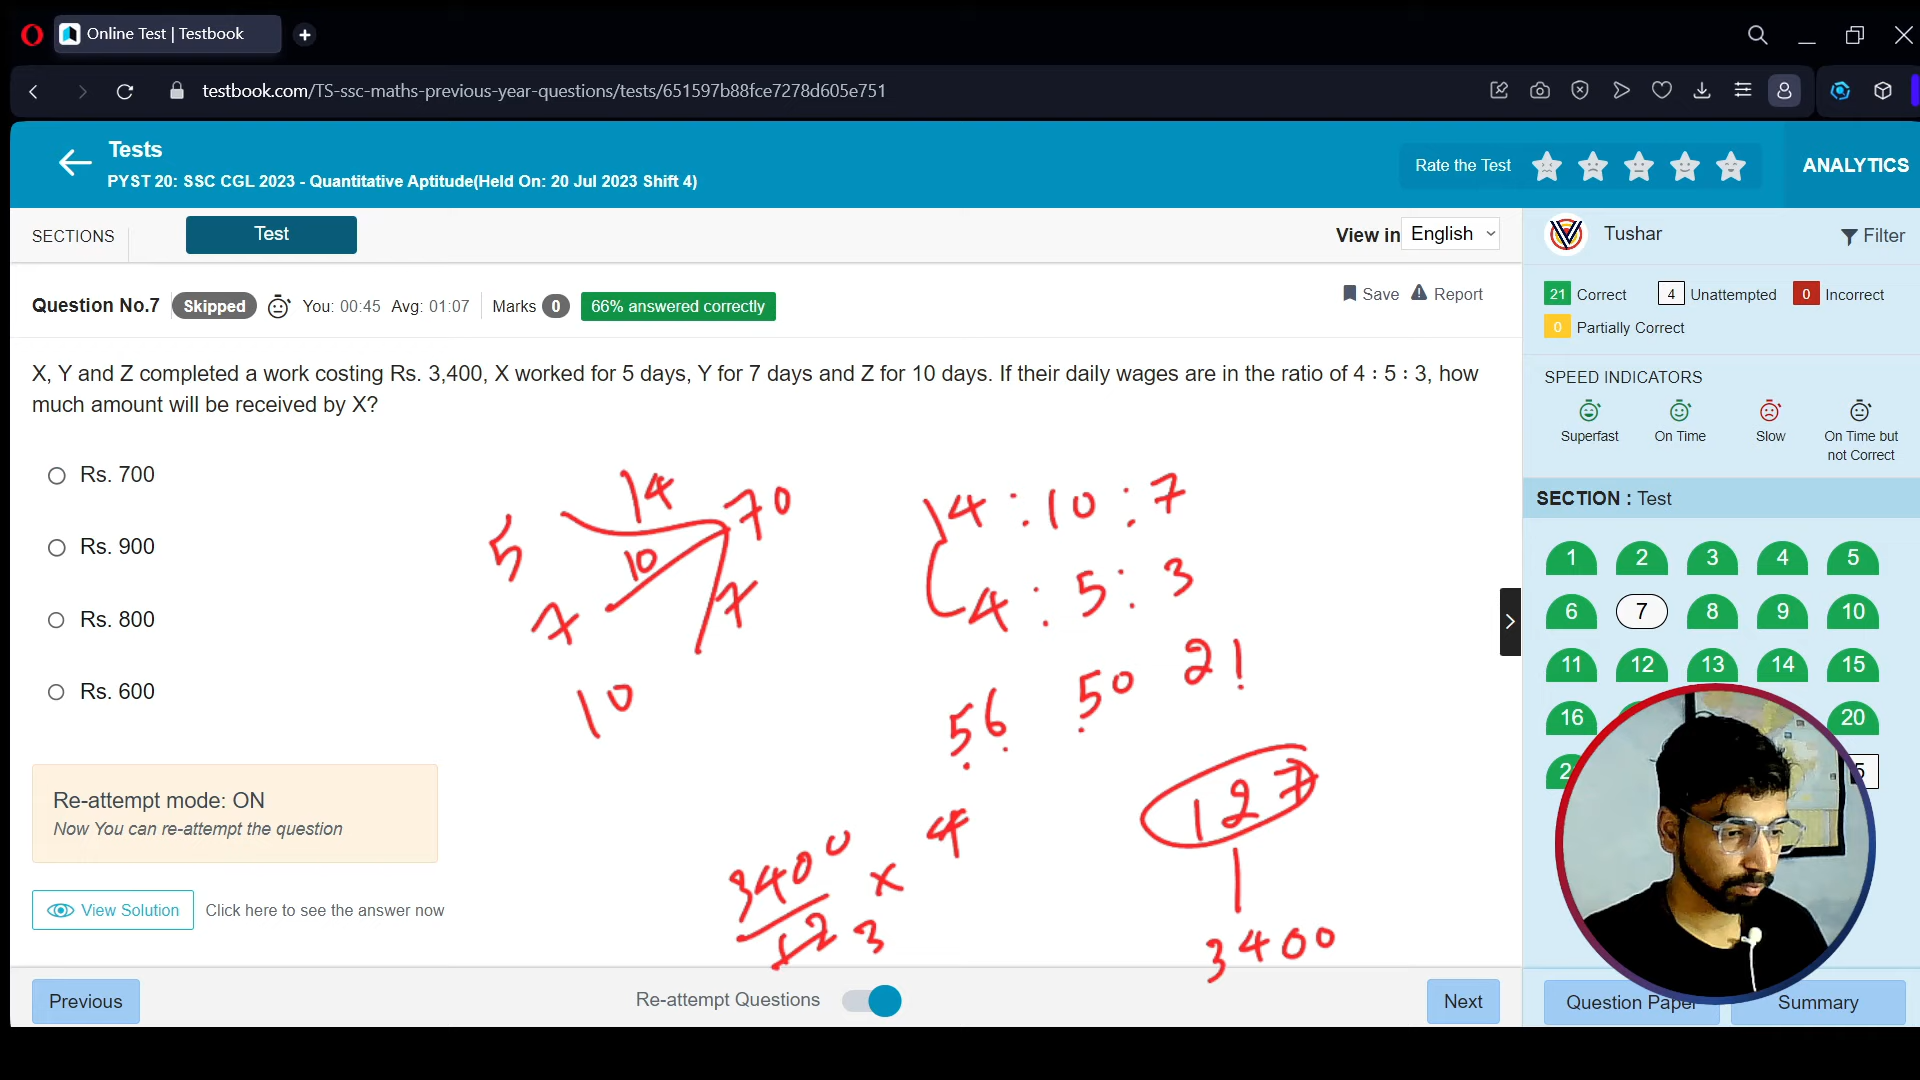 Online Test | Testbook
testbook.com/TS-ssc-maths-previous-year-questions/tests/651597b88fce7278d605e751
Tests
PYST 20: SSC CGL 2023 - Quantitative Aptitude(Held On: 20 Jul 2023 Shift 4)
Rate the Test
ANALYTICS
SECTIONS
Test
View in English
Tushar
Filter
Question No.7 Skipped You: 00:45 Avg: 01:07 Marks 0 66% answered correctly
Save Report
21 Correct 4 Unattempted 0 Incorrect
0 Partially Correct
X, Y and Z completed a work costing Rs. 3,400, X worked for 5 days, Y for 7 days and Z for 10 days. If their daily wages are in the ratio of 4 : 5 : 3, how
much amount will be received by X?
SPEED INDICATORS
Superfast On Time Slow On Time but
not Correct
Rs. 700
Rs. 900
Rs. 800
Rs. 600
SECTION : Test
1 2 3 4 5
6 7 8 9 10
11 12 13 14 15
16 20
2 5
14
5 70
10
7 7
10
14 : 10 : 7
4 : 5 : 3
56 50 21
127
3400
3400 × 4
12 3
Re-attempt mode: ON
Now You can re-attempt the question
View Solution Click here to see the answer now
Previous
Re-attempt Questions
Next
Question Paper
Summary